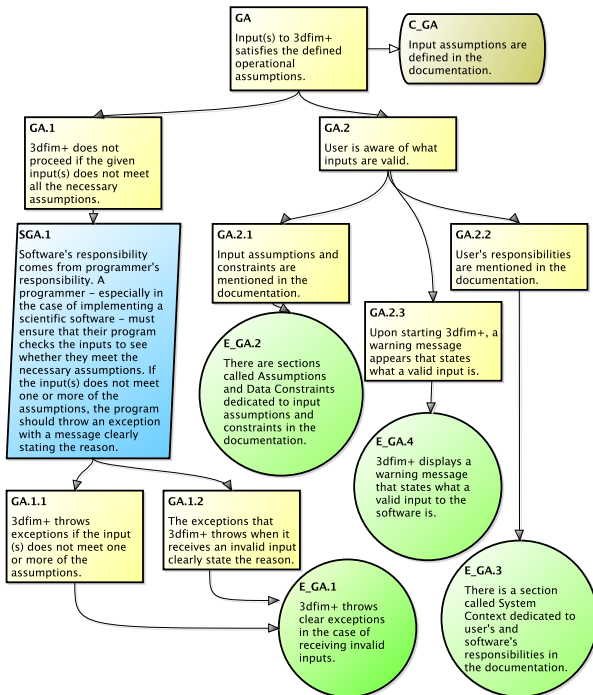 GA
Input(s) to 3dfim+
satisfies the defined
operational
assumptions.
C_GA
Input assumptions are
defined in the
documentation.
GA.1
3dfim+ does not
proceed if the given
input(s) does not meet
all the necessary
assumptions.
GA.2
User is aware of what
inputs are valid.
SGA.1
Software's responsibility
comes from programmer's
responsibility. A
programmer – especially in
the case of implementing a
scientific software – must
ensure that their program
checks the inputs to see
whether they meet the
necessary assumptions. If
the input(s) does not meet
one or more of the
assumptions, the program
should throw an exception
with a message clearly
stating the reason.
GA.2.1
Input assumptions and
constraints are
mentioned in the
documentation.
GA.2.2
User's responsibilities
are mentioned in the
documentation.
GA.2.3
Upon starting 3dfim+, a
warning message
appears that states
what a valid input is.
E_GA.2
There are sections
called Assumptions
and Data Constraints
dedicated to input
assumptions and
constraints in the
documentation.
E_GA.4
3dfim+ displays a
warning message
that states what a
valid input to the
software is.
GA.1.1
3dfim+ throws
exceptions if the input
(s) does not meet one
or more of the
assumptions.
GA.1.2
The exceptions that
3dfim+ throws when it
receives an invalid input
clearly state the reason.
E_GA.1
3dfim+ throws
clear exceptions
in the case of
receiving invalid
inputs.
E_GA.3
There is a section
called System
Context dedicated to
user's and
software's
responsibilities in
the documentation.